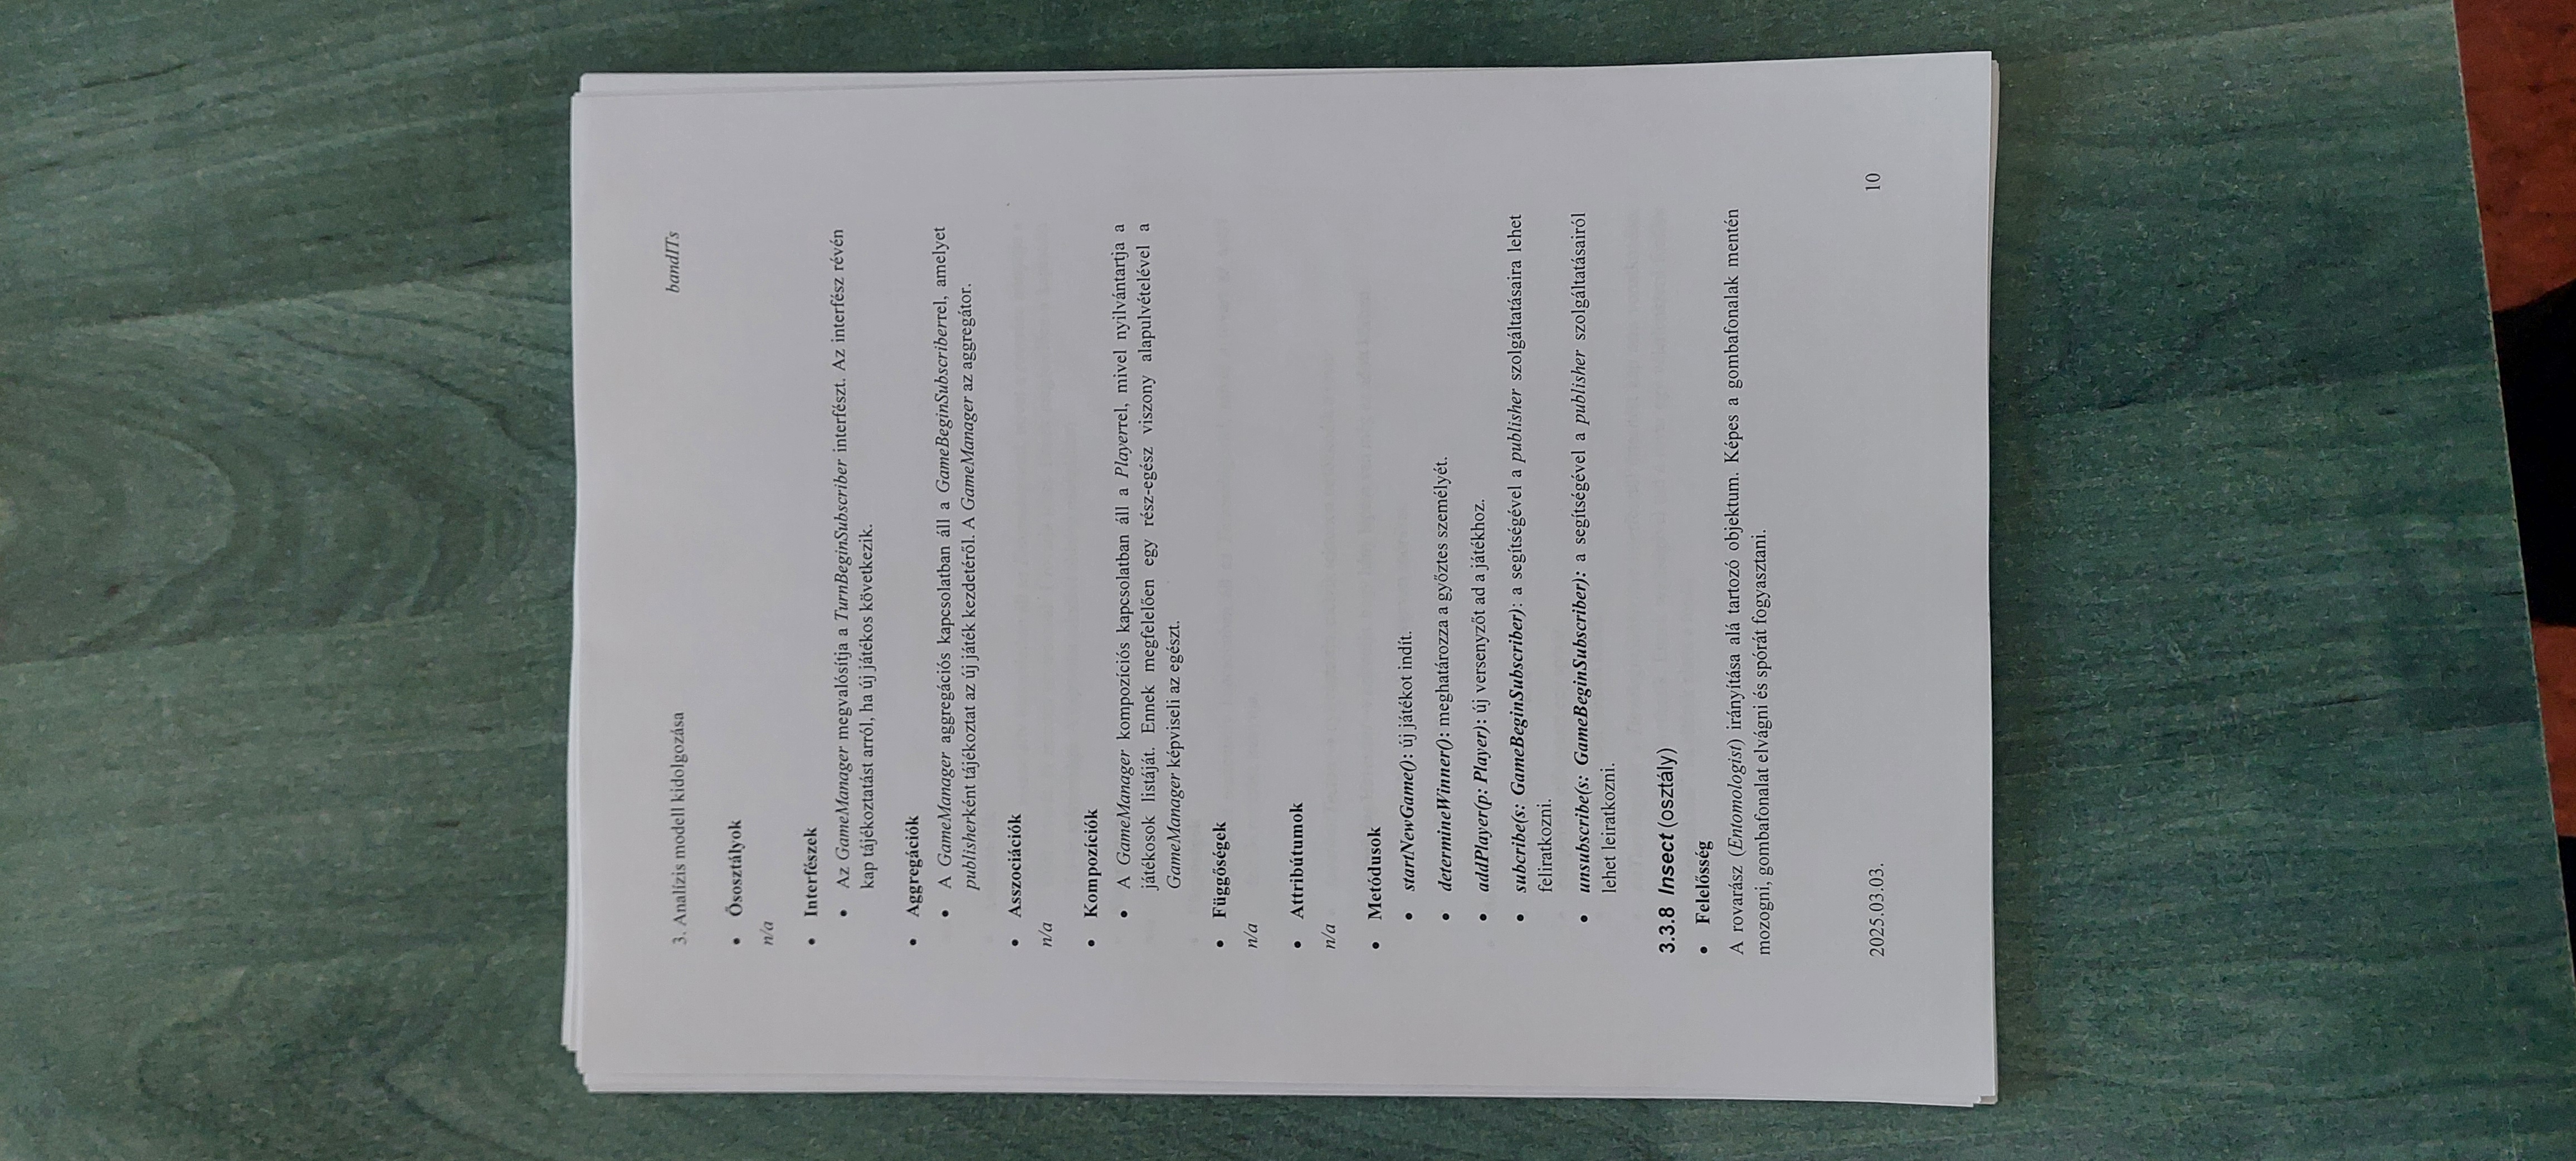 3. Analízis modell kidolgozása bandITs
• Ősosztályok
n/a
• Interfészek
• Az GameManager megvalósítja a TurnBeginSubscriber interfészt. Az interfész révén
kap tájékoztatást arról, ha új játékos következik.
• Aggregációk
• A GameManager aggregációs kapcsolatban áll a GameBeginSubscriberrel, amelyet
publisherként tájékoztat az új játék kezdetéről. A GameManager az aggregátor.
• Asszociációk
n/a
• Kompozíciók
• A GameManager kompozíciós kapcsolatban áll a Playerrel, mivel nyilvántartja a
játékosok listáját. Ennek megfelelően egy rész-egész viszony alapulvételével a
GameManager képviseli az egészt.
• Függőségek
n/a
• Attribútumok
n/a
• Metódusok
• startNewGame(): új játékot indít.
• determineWinner(): meghatározza a győztes személyét.
• addPlayer(p: Player): új versenyzőt ad a játékhoz.
• subcribe(s: GameBeginSubscriber): a segítségével a publisher szolgáltatásaira lehet
feliratkozni.
• unsubscribe(s: GameBeginSubscriber): a segítségével a publisher szolgáltatásairól
lehet leiratkozni.
3.3.8 Insect (osztály)
• Felelősség
A rovarász (Entomologist) irányítása alá tartozó objektum. Képes a gombafonalak mentén
mozogni, gombafonalat elvágni és spórát fogyasztani.
2025.03.03. 10